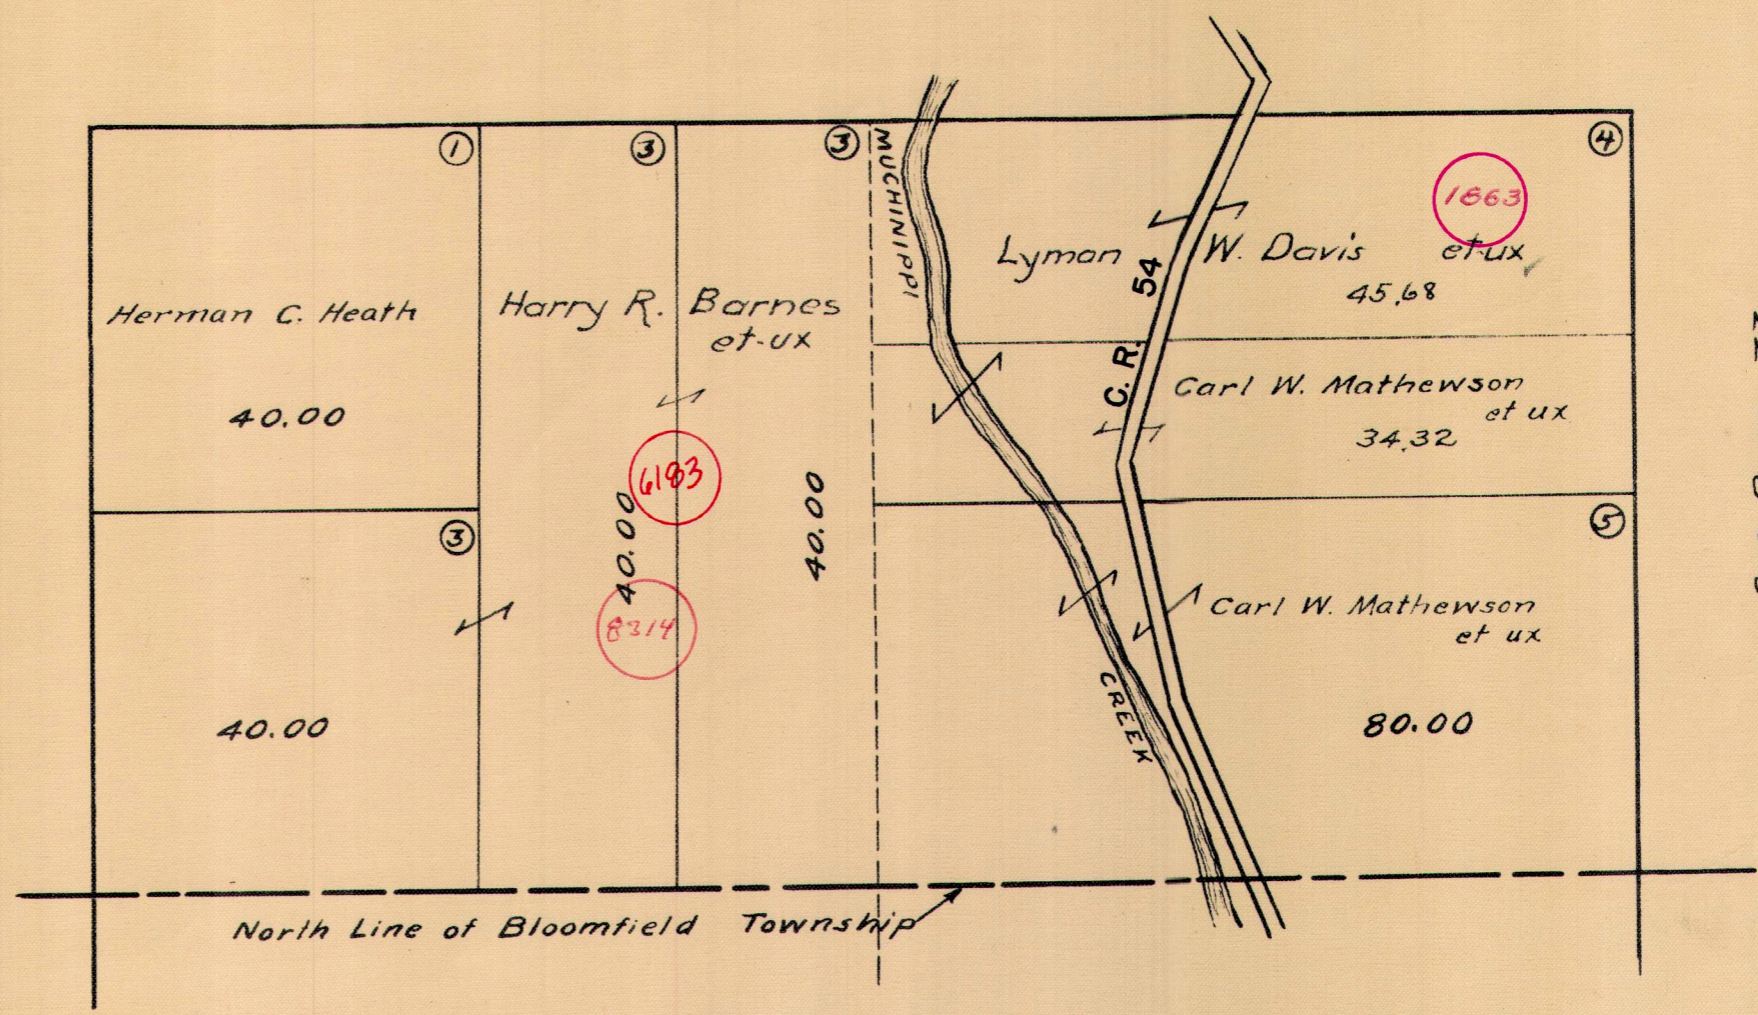 ①
Herman C. Heath
40.00
③
40.00
③
Harry R. Barnes
et-ux
40.00
6183
8314
③
40.00
MUCHINIPPI
CREEK
C. R. 54
④
1863
Lyman W. Davis et-ux
45.68
Carl W. Mathewson
et ux
34.32
⑤
Carl W. Mathewson
et ux
80.00
North Line of Bloomfield Township